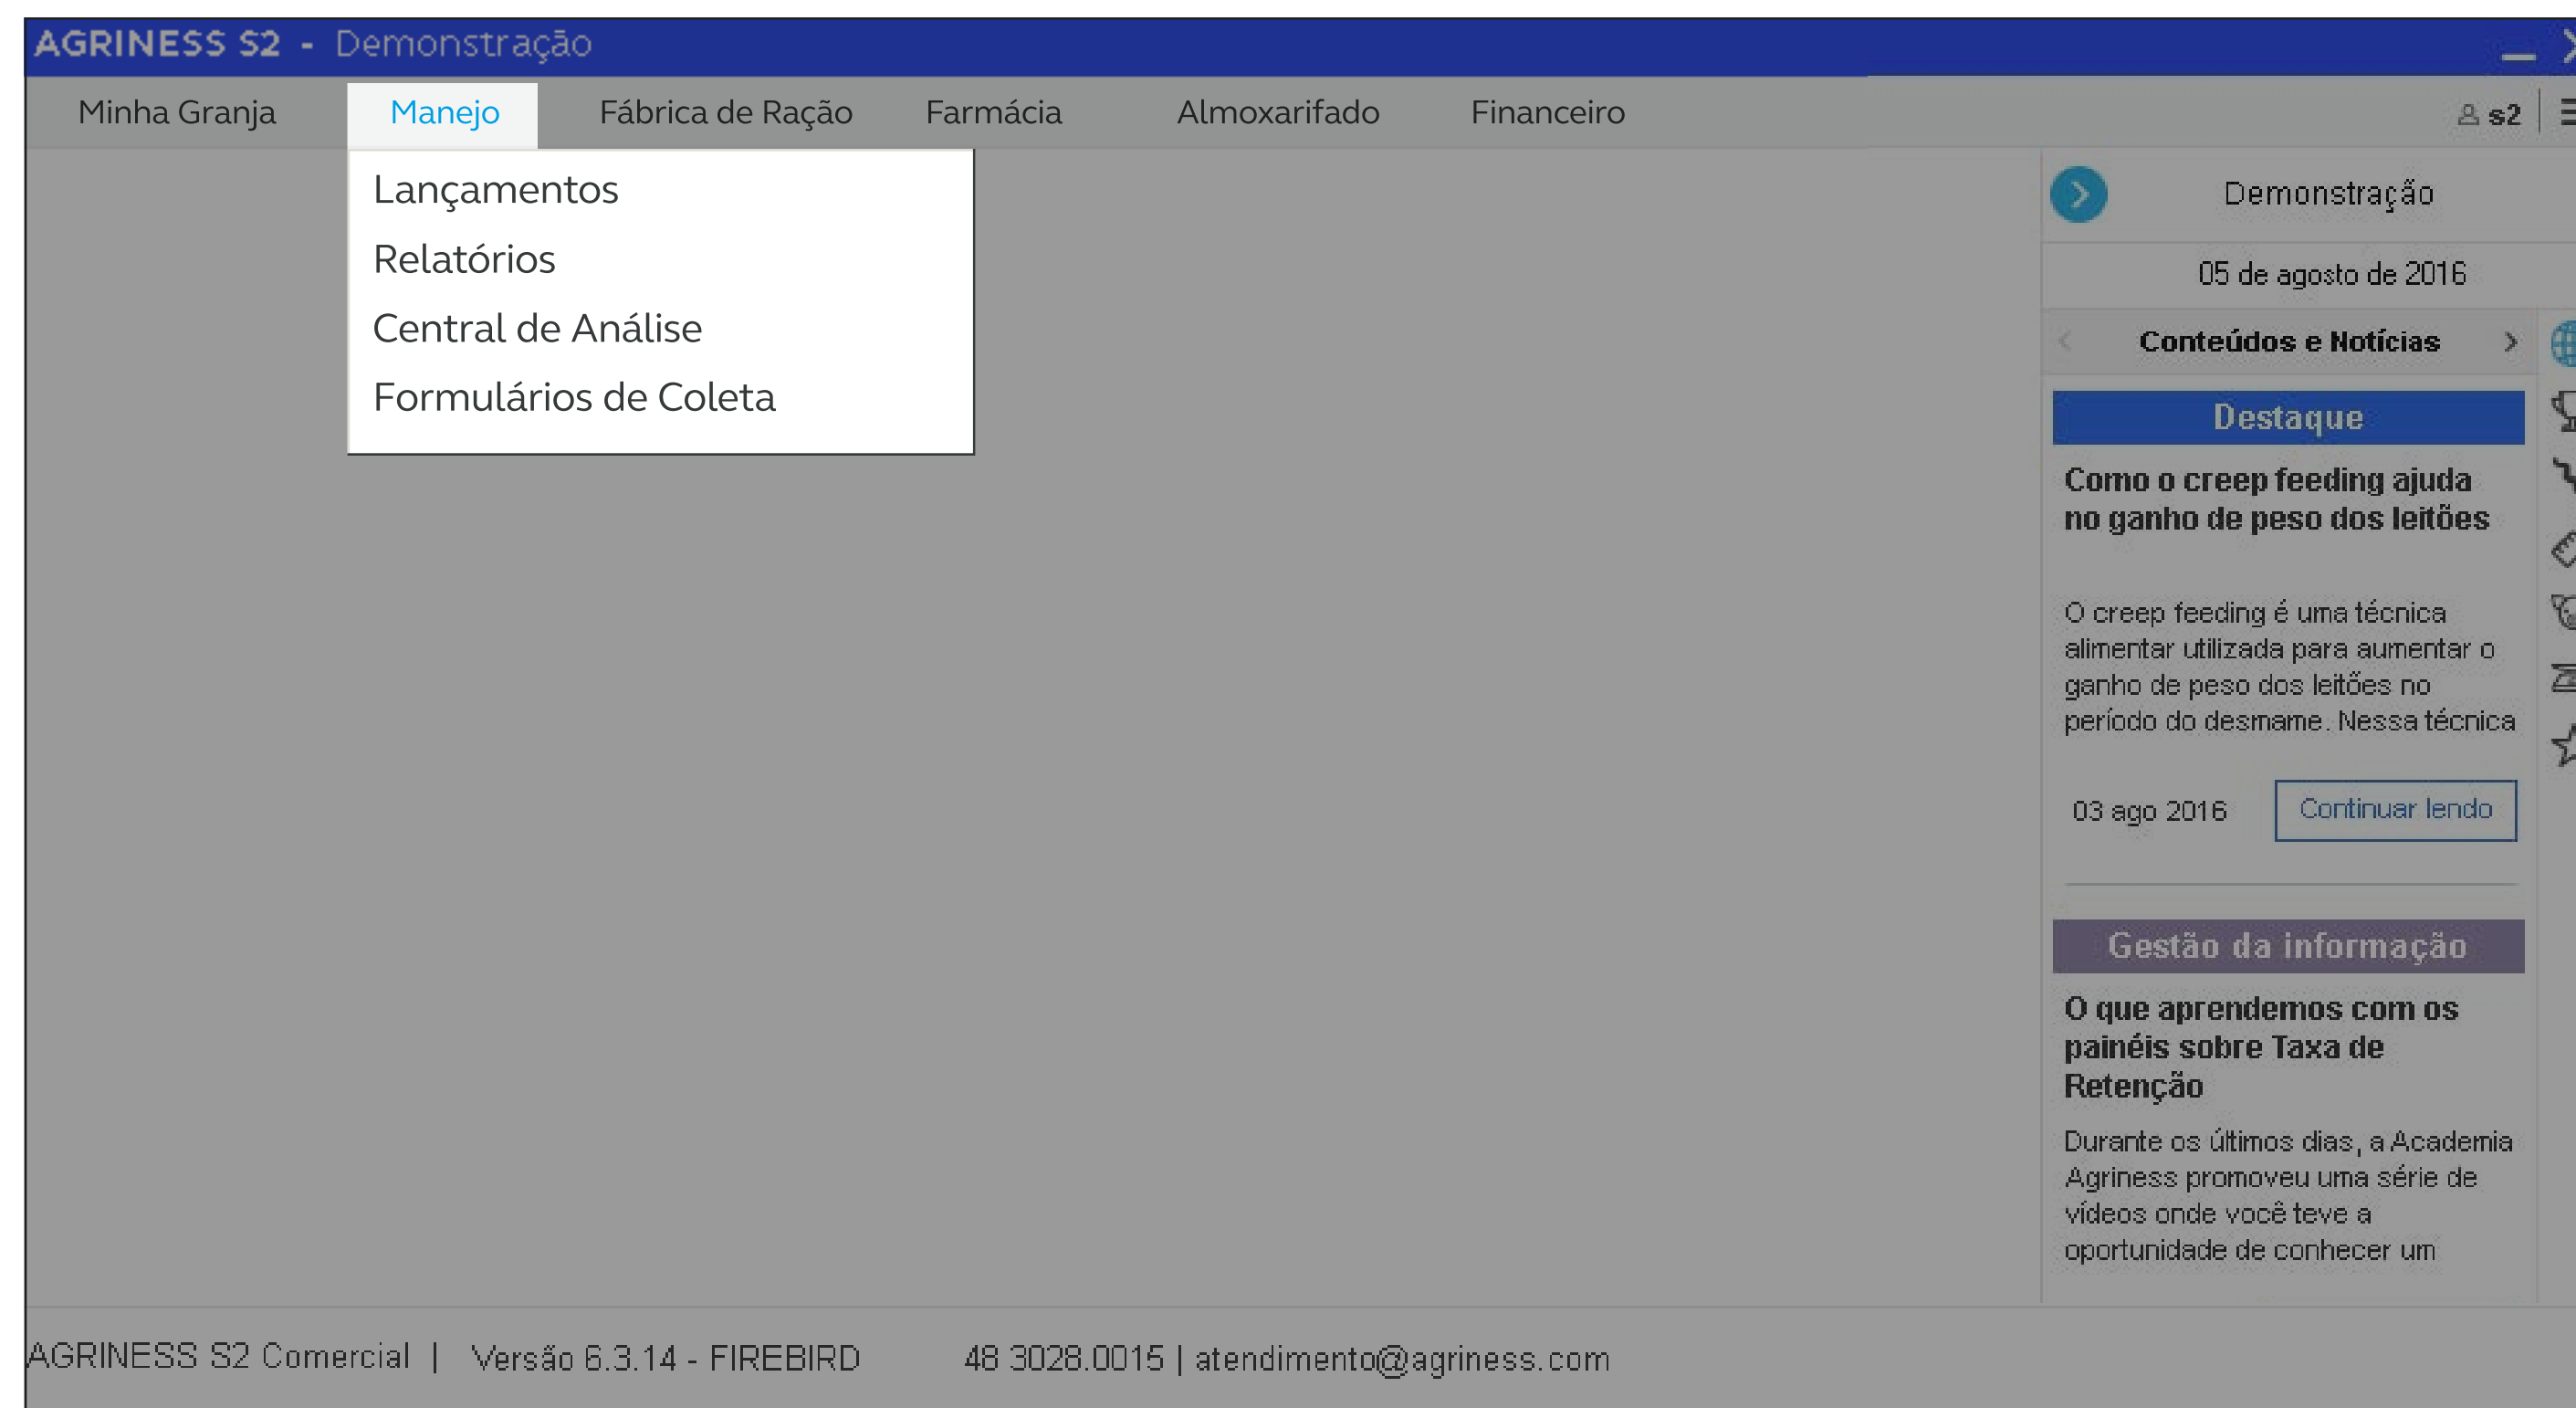 AGRINESS S2 - Demonstração
Minha Granja Manejo Fábrica de Ração Farmácia Almoxarifado Financeiro s2
Lançamentos
Relatórios
Central de Análise
Formulários de Coleta
Demonstração
05 de agosto de 2016
Conteúdos e Notícias
Destaque
Como o creep feeding ajuda
no ganho de peso dos leitões
O creep feeding é uma técnica
alimentar utilizada para aumentar o
ganho de peso dos leitões no
período do desmame. Nessa técnica
03 ago 2016 Continuar lendo
Gestão da informação
O que aprendemos com os
painéis sobre Taxa de
Retenção
Durante os últimos dias, a Academia
Agriness promoveu uma série de
vídeos onde você teve a
oportunidade de conhecer um
AGRINESS S2 Comercial | Versão 6.3.14 - FIREBIRD 48 3028.0015 | atendimento@agriness.com